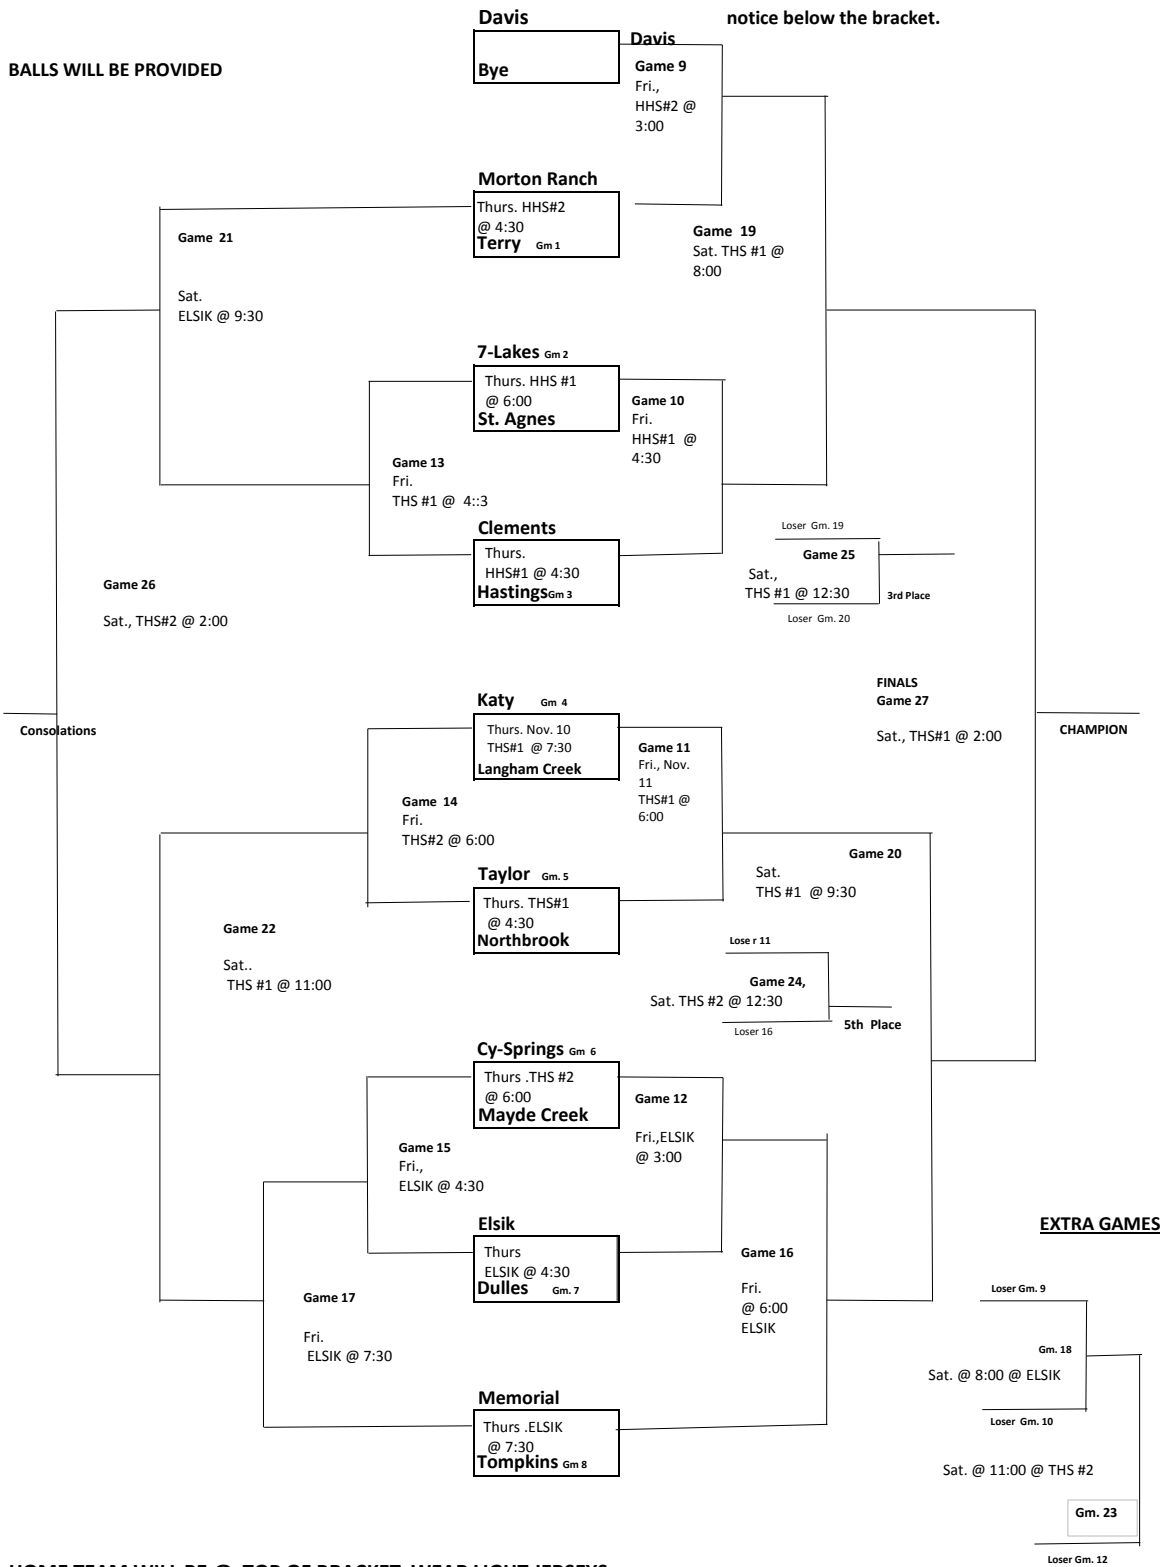 Davis
notice below the bracket.
Davis
BALLS WILL BE PROVIDED
Bye
Game 9
Fri.,
HHS#2 @
3:00
Morton Ranch
Thurs. HHS#2
@ 4:30
Terry Gm 1
Game 21
Sat.
ELSIK @ 9:30
Game 19
Sat. THS #1 @
8:00
7-Lakes Gm 2
Thurs. HHS #1
@ 6:00
St. Agnes
Game 10
Fri.
HHS#1 @
4:30
Game 13
Fri.
THS #1 @ 4::3
Clements
Thurs.
HHS#1 @ 4:30
Hastings Gm 3
Loser Gm. 19
Game 25
Sat.,
THS #1 @ 12:30
3rd Place
Loser Gm. 20
Game 26
Sat., THS#2 @ 2:00
FINALS
Game 27
Sat., THS#1 @ 2:00
Consolations
CHAMPION
Katy Gm 4
Thurs. Nov. 10
THS#1 @ 7:30
Langham Creek
Game 11
Fri., Nov.
11
THS#1 @
6:00
Game 14
Fri.
THS#2 @ 6:00
Game 20
Sat.
THS #1 @ 9:30
Taylor Gm. 5
Thurs. THS#1
@ 4:30
Northbrook
Game 22
Sat..
THS #1 @ 11:00
Lose r 11
Game 24,
Sat. THS #2 @ 12:30
5th Place
Loser 16
Cy-Springs Gm 6
Thurs .THS #2
@ 6:00
Mayde Creek
Game 12
Fri.,ELSIK
@ 3:00
Game 15
Fri.,
ELSIK @ 4:30
Elsik
Thurs
ELSIK @ 4:30
Dulles Gm. 7
Game 16
Fri.
@ 6:00
ELSIK
EXTRA GAMES
Game 17
Fri.
ELSIK @ 7:30
Loser Gm. 9
Gm. 18
Sat. @ 8:00 @ ELSIK
Loser Gm. 10
Memorial
Thurs .ELSIK
@ 7:30
Tompkins Gm 8
Sat. @ 11:00 @ THS #2
Gm. 23
Loser Gm. 12
HOME TEAM WILL BE @ TOP OF BRACKET, WEAR LIGHT JERSEYS